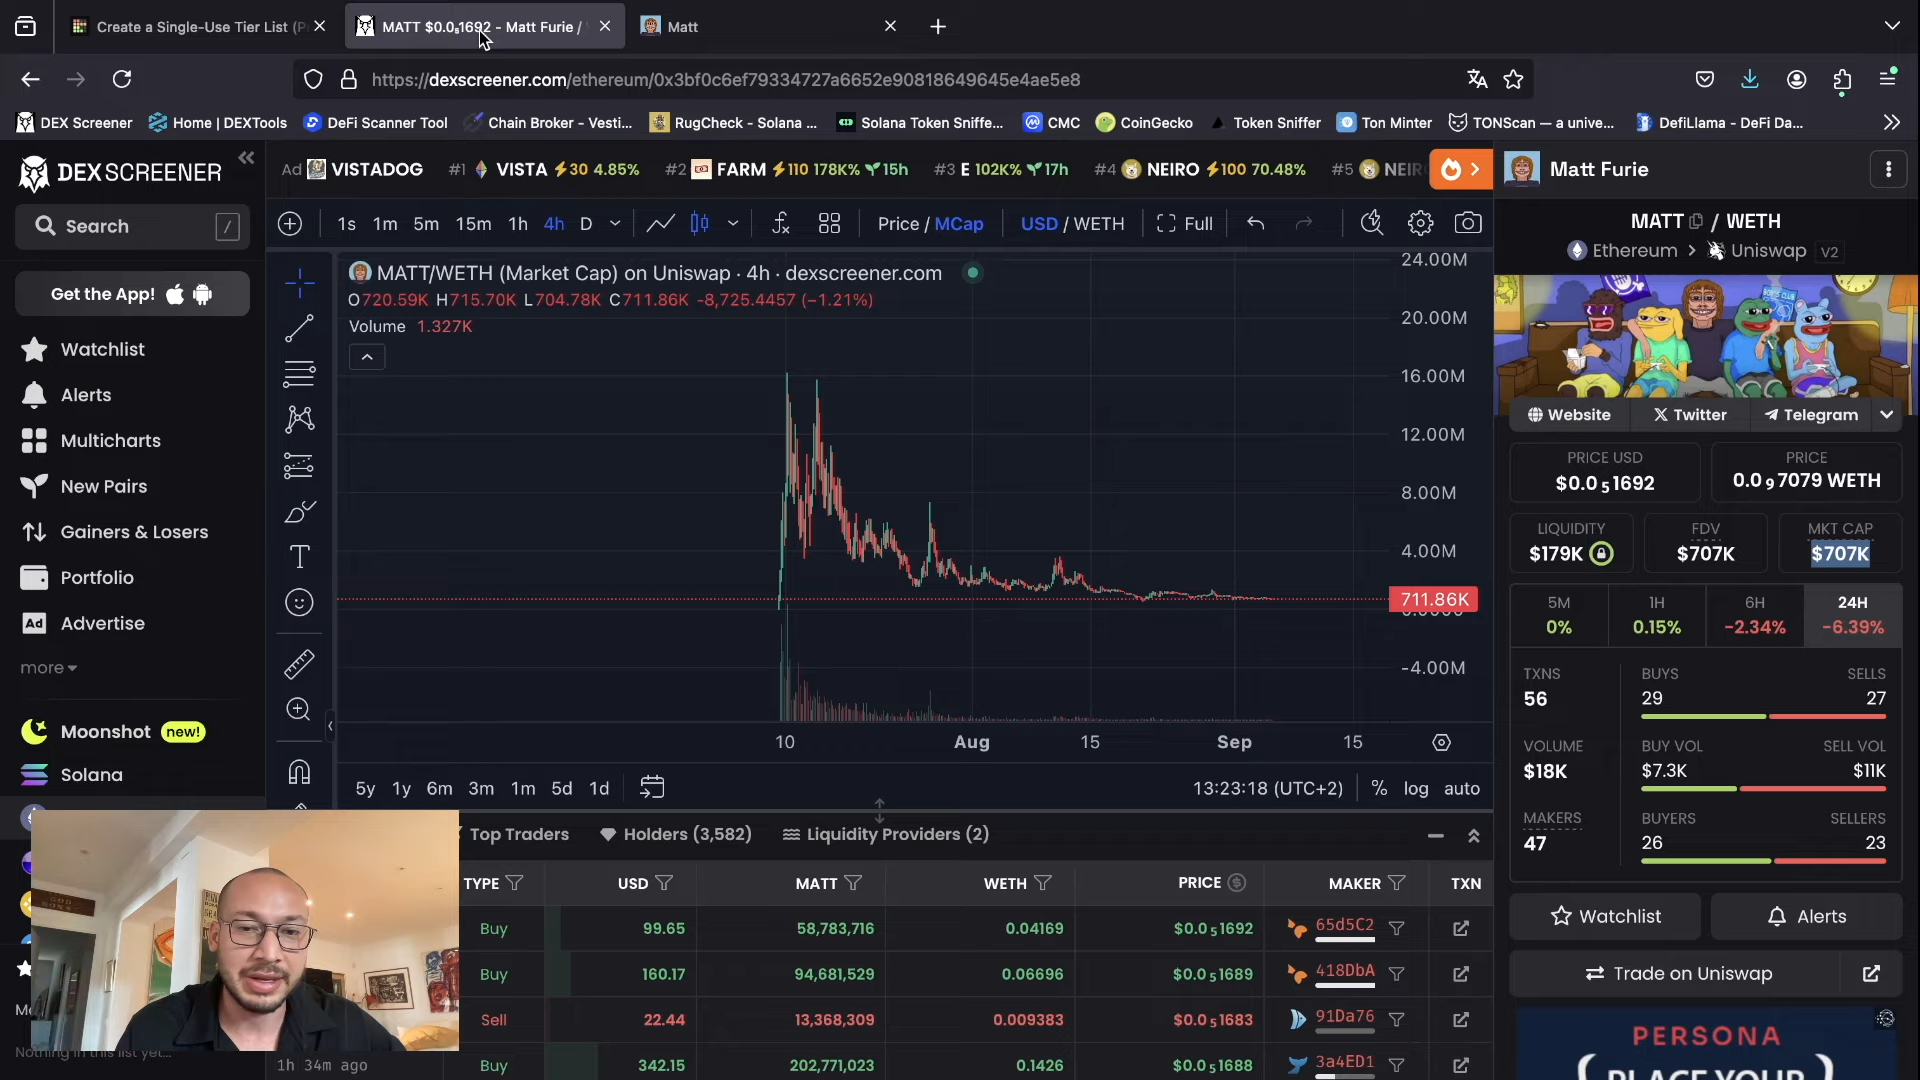 Create a Single-Use Tier List (P
MATT $0.0₅1692 - Matt Furie /
Matt
https://dexscreener.com/ethereum/0x3bf0c6ef79334727a6652e90818649645e4ae5e8
DEX Screener
Home | DEXTools
DeFi Scanner Tool
Chain Broker - Vesti...
RugCheck - Solana ...
Solana Token Sniffe...
CMC
CoinGecko
Token Sniffer
Ton Minter
TONScan — a unive...
DefiLlama - DeFi Da...
DEX SCREENER
Search /
Get the App!
Watchlist
Alerts
Multicharts
New Pairs
Gainers & Losers
Portfolio
Ad Advertise
more
Moonshot new!
Solana
Nothing in this list yet...
Ad VISTADOG #1 VISTA 30 4.85% #2 FARM 110 178K% 15h #3 E 102K% 17h #4 NEIRO 100 70.48% #5 NEIR
1s 1m 5m 15m 1h 4h D Price / MCap USD / WETH Full
MATT/WETH (Market Cap) on Uniswap · 4h · dexscreener.com
O720.59K H715.70K L704.78K C711.86K -8,725.4457 (−1.21%)
Volume 1.327K
24.00M
20.00M
16.00M
12.00M
8.00M
4.00M
711.86K
-4.00M
10 Aug 15 Sep 15
5y 1y 6m 3m 1m 5d 1d 13:23:18 (UTC+2) % log auto
Top Traders Holders (3,582) Liquidity Providers (2)
TYPE USD MATT WETH PRICE MAKER TXN
Buy 99.65 58,783,716 0.04169 $0.0₅1692 65d5C2
Buy 160.17 94,681,529 0.06696 $0.0₅1689 418DbA
Sell 22.44 13,368,309 0.009383 $0.0₅1683 91Da76
1h 34m ago Buy 342.15 202,771,023 0.1426 $0.0₅1688 3a4ED1
Matt Furie
MATT / WETH
Ethereum > Uniswap V2
Website Twitter Telegram
PRICE USD
$0.0₅1692
PRICE
0.0₉7079 WETH
LIQUIDITY
$179K
FDV
$707K
MKT CAP
$707K
5M
0%
1H
0.15%
6H
-2.34%
24H
-6.39%
TXNS
56
BUYS
29
SELLS
27
VOLUME
$18K
BUY VOL
$7.3K
SELL VOL
$11K
MAKERS
47
BUYERS
26
SELLERS
23
Watchlist
Alerts
Trade on Uniswap
PERSONA
PLACE YOUR